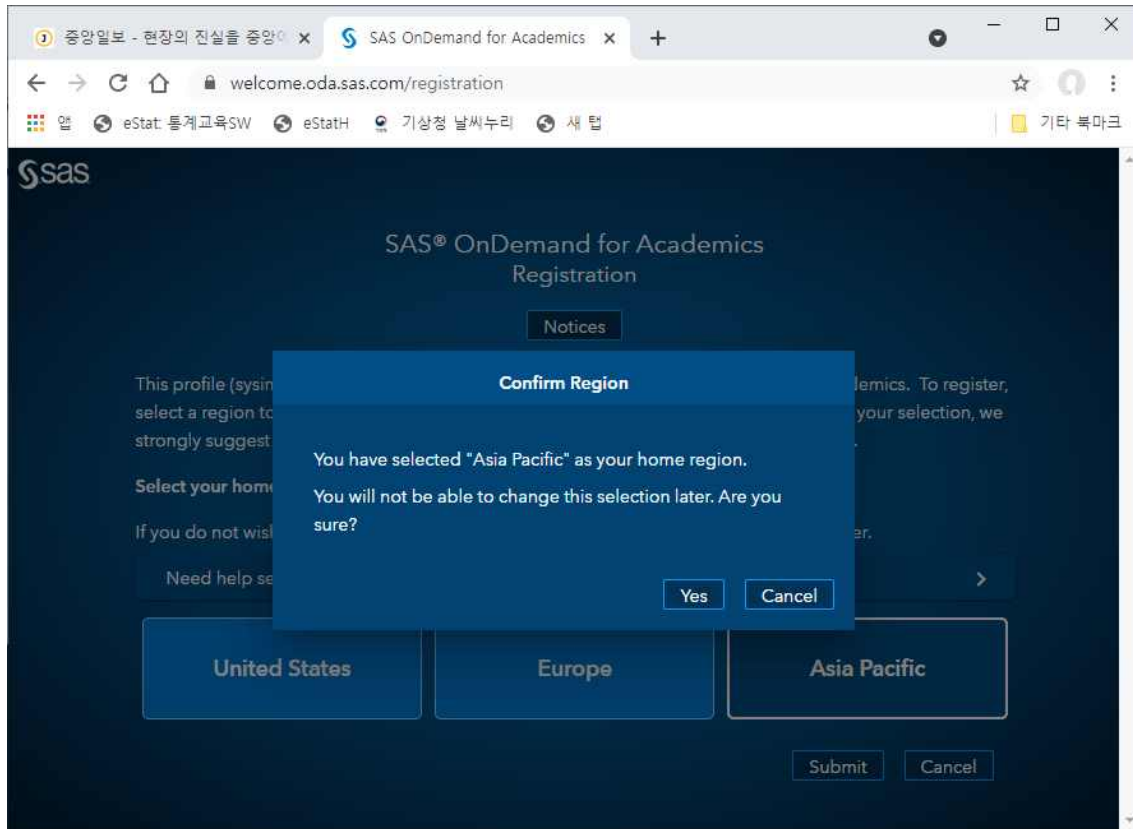 중앙일보 - 현장의 진실을 중앙이
SAS OnDemand for Academics
welcome.oda.sas.com/registration
앱 eStat: 통계교육SW eStatH 기상청 날씨누리 새 탭 기타 북마크
sas
SAS® OnDemand for Academics
Registration
Notices
This profile (sysin
lemics. To register,
select a region to
your selection, we
strongly suggest
Select your home
If you do not wish
er.
Need help se
Confirm Region
You have selected "Asia Pacific" as your home region.
You will not be able to change this selection later. Are you
sure?
Yes Cancel
United States Europe Asia Pacific
Submit Cancel